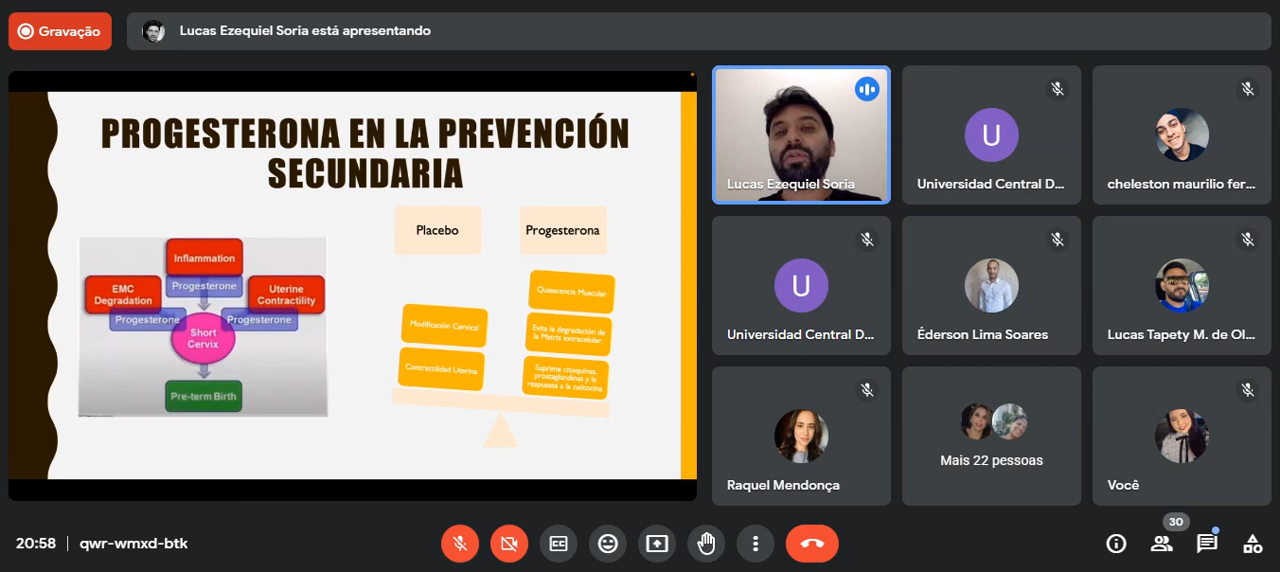 Gravação
Lucas Ezequiel Soria está apresentando
PROGESTERONA EN LA PREVENCIÓN
SECUNDARIA
Inflammation
Progesterone
EMC
Degradation
Uterine
Contractility
Progesterone
Progesterone
Short
Cervix
Pre-term Birth
Placebo
Progesterona
Modificación Cervical
Contractilidad Uterina
Quiescencia Muscular
Evita la degradación de
la Matriz extracelular
Suprime citoquinas,
prostaglandinas y la
respuesta a la oxitocina
Lucas Ezequiel Soria
U
Universidad Central D...
cheleston maurilio fer...
U
Universidad Central D...
Éderson Lima Soares
Lucas Tapety M. de Ol...
Raquel Mendonça
Mais 22 pessoas
Você
20:58 | qwr-wmxd-btk
30